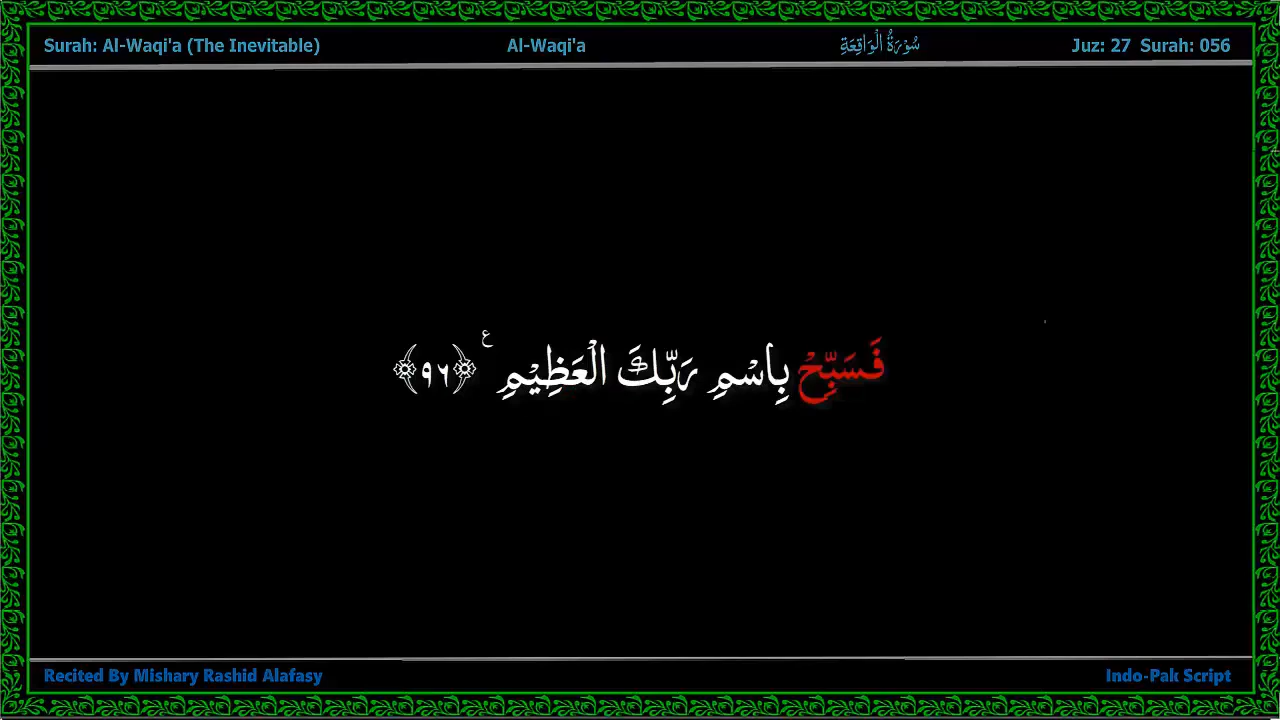 Surah: Al-Waqi'a (The Inevitable) Al-Waqi'a سُوْرَةُ الْوَاقِعَةِ Juz: 27 Surah: 056
فَسَبِّحْ بِاسْمِ رَبِّكَ الْعَظِيْمِ ۧ ﴿۹۶﴾
Recited By Mishary Rashid Alafasy Indo-Pak Script